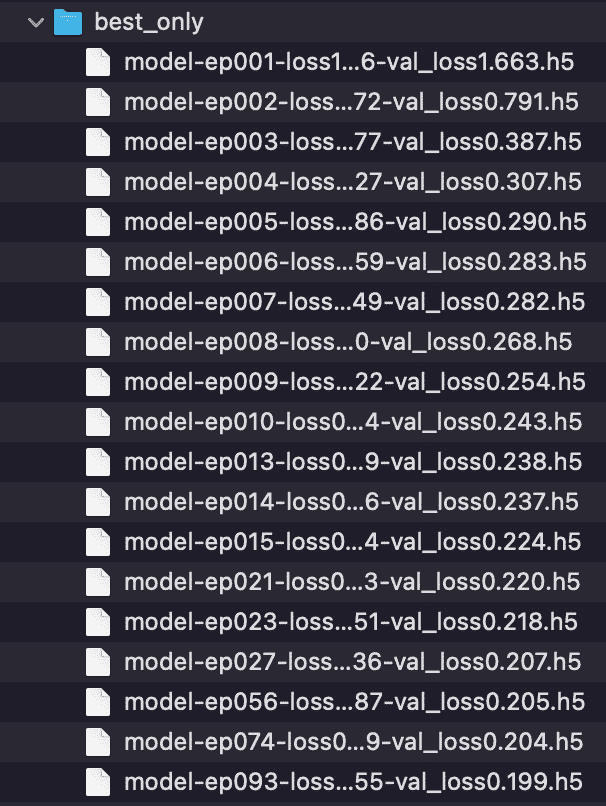 best_only
model-ep001-loss1...6-val_loss1.663.h5
model-ep002-loss...72-val_loss0.791.h5
model-ep003-loss...77-val_loss0.387.h5
model-ep004-loss...27-val_loss0.307.h5
model-ep005-loss...86-val_loss0.290.h5
model-ep006-loss...59-val_loss0.283.h5
model-ep007-loss...49-val_loss0.282.h5
model-ep008-loss...0-val_loss0.268.h5
model-ep009-loss...22-val_loss0.254.h5
model-ep010-loss0...4-val_loss0.243.h5
model-ep013-loss0...9-val_loss0.238.h5
model-ep014-loss0...6-val_loss0.237.h5
model-ep015-loss0...4-val_loss0.224.h5
model-ep021-loss0...3-val_loss0.220.h5
model-ep023-loss...51-val_loss0.218.h5
model-ep027-loss...36-val_loss0.207.h5
model-ep056-loss...87-val_loss0.205.h5
model-ep074-loss0...9-val_loss0.204.h5
model-ep093-loss...55-val_loss0.199.h5